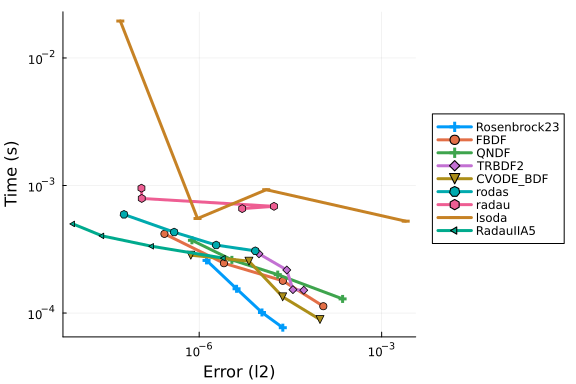 10⁻²
10⁻³
10⁻⁴
Time (s)
10⁻⁶
10⁻³
Error (l2)
Rosenbrock23
FBDF
QNDF
TRBDF2
CVODE_BDF
rodas
radau
lsoda
RadauIIA5